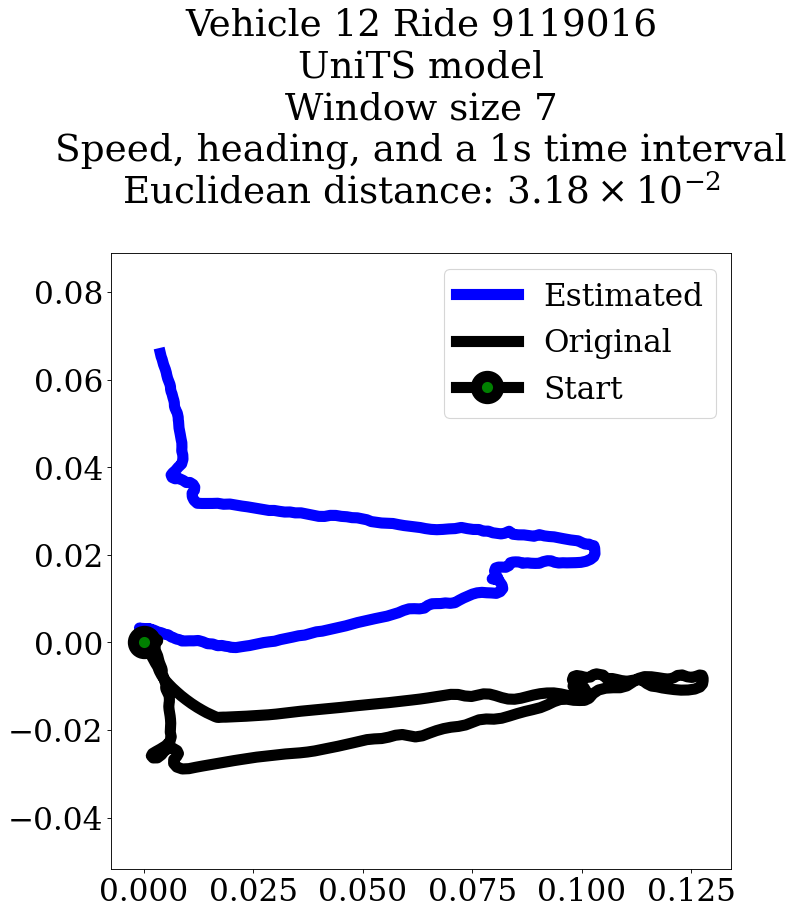 Vehicle 12 Ride 9119016
UniTS model
Window size 7
Speed, heading, and a 1s time interval
Euclidean distance: 3.18 × 10⁻²
Estimated
Original
Start
0.08
0.06
0.04
0.02
0.00
−0.02
−0.04
0.000 0.025 0.050 0.075 0.100 0.125